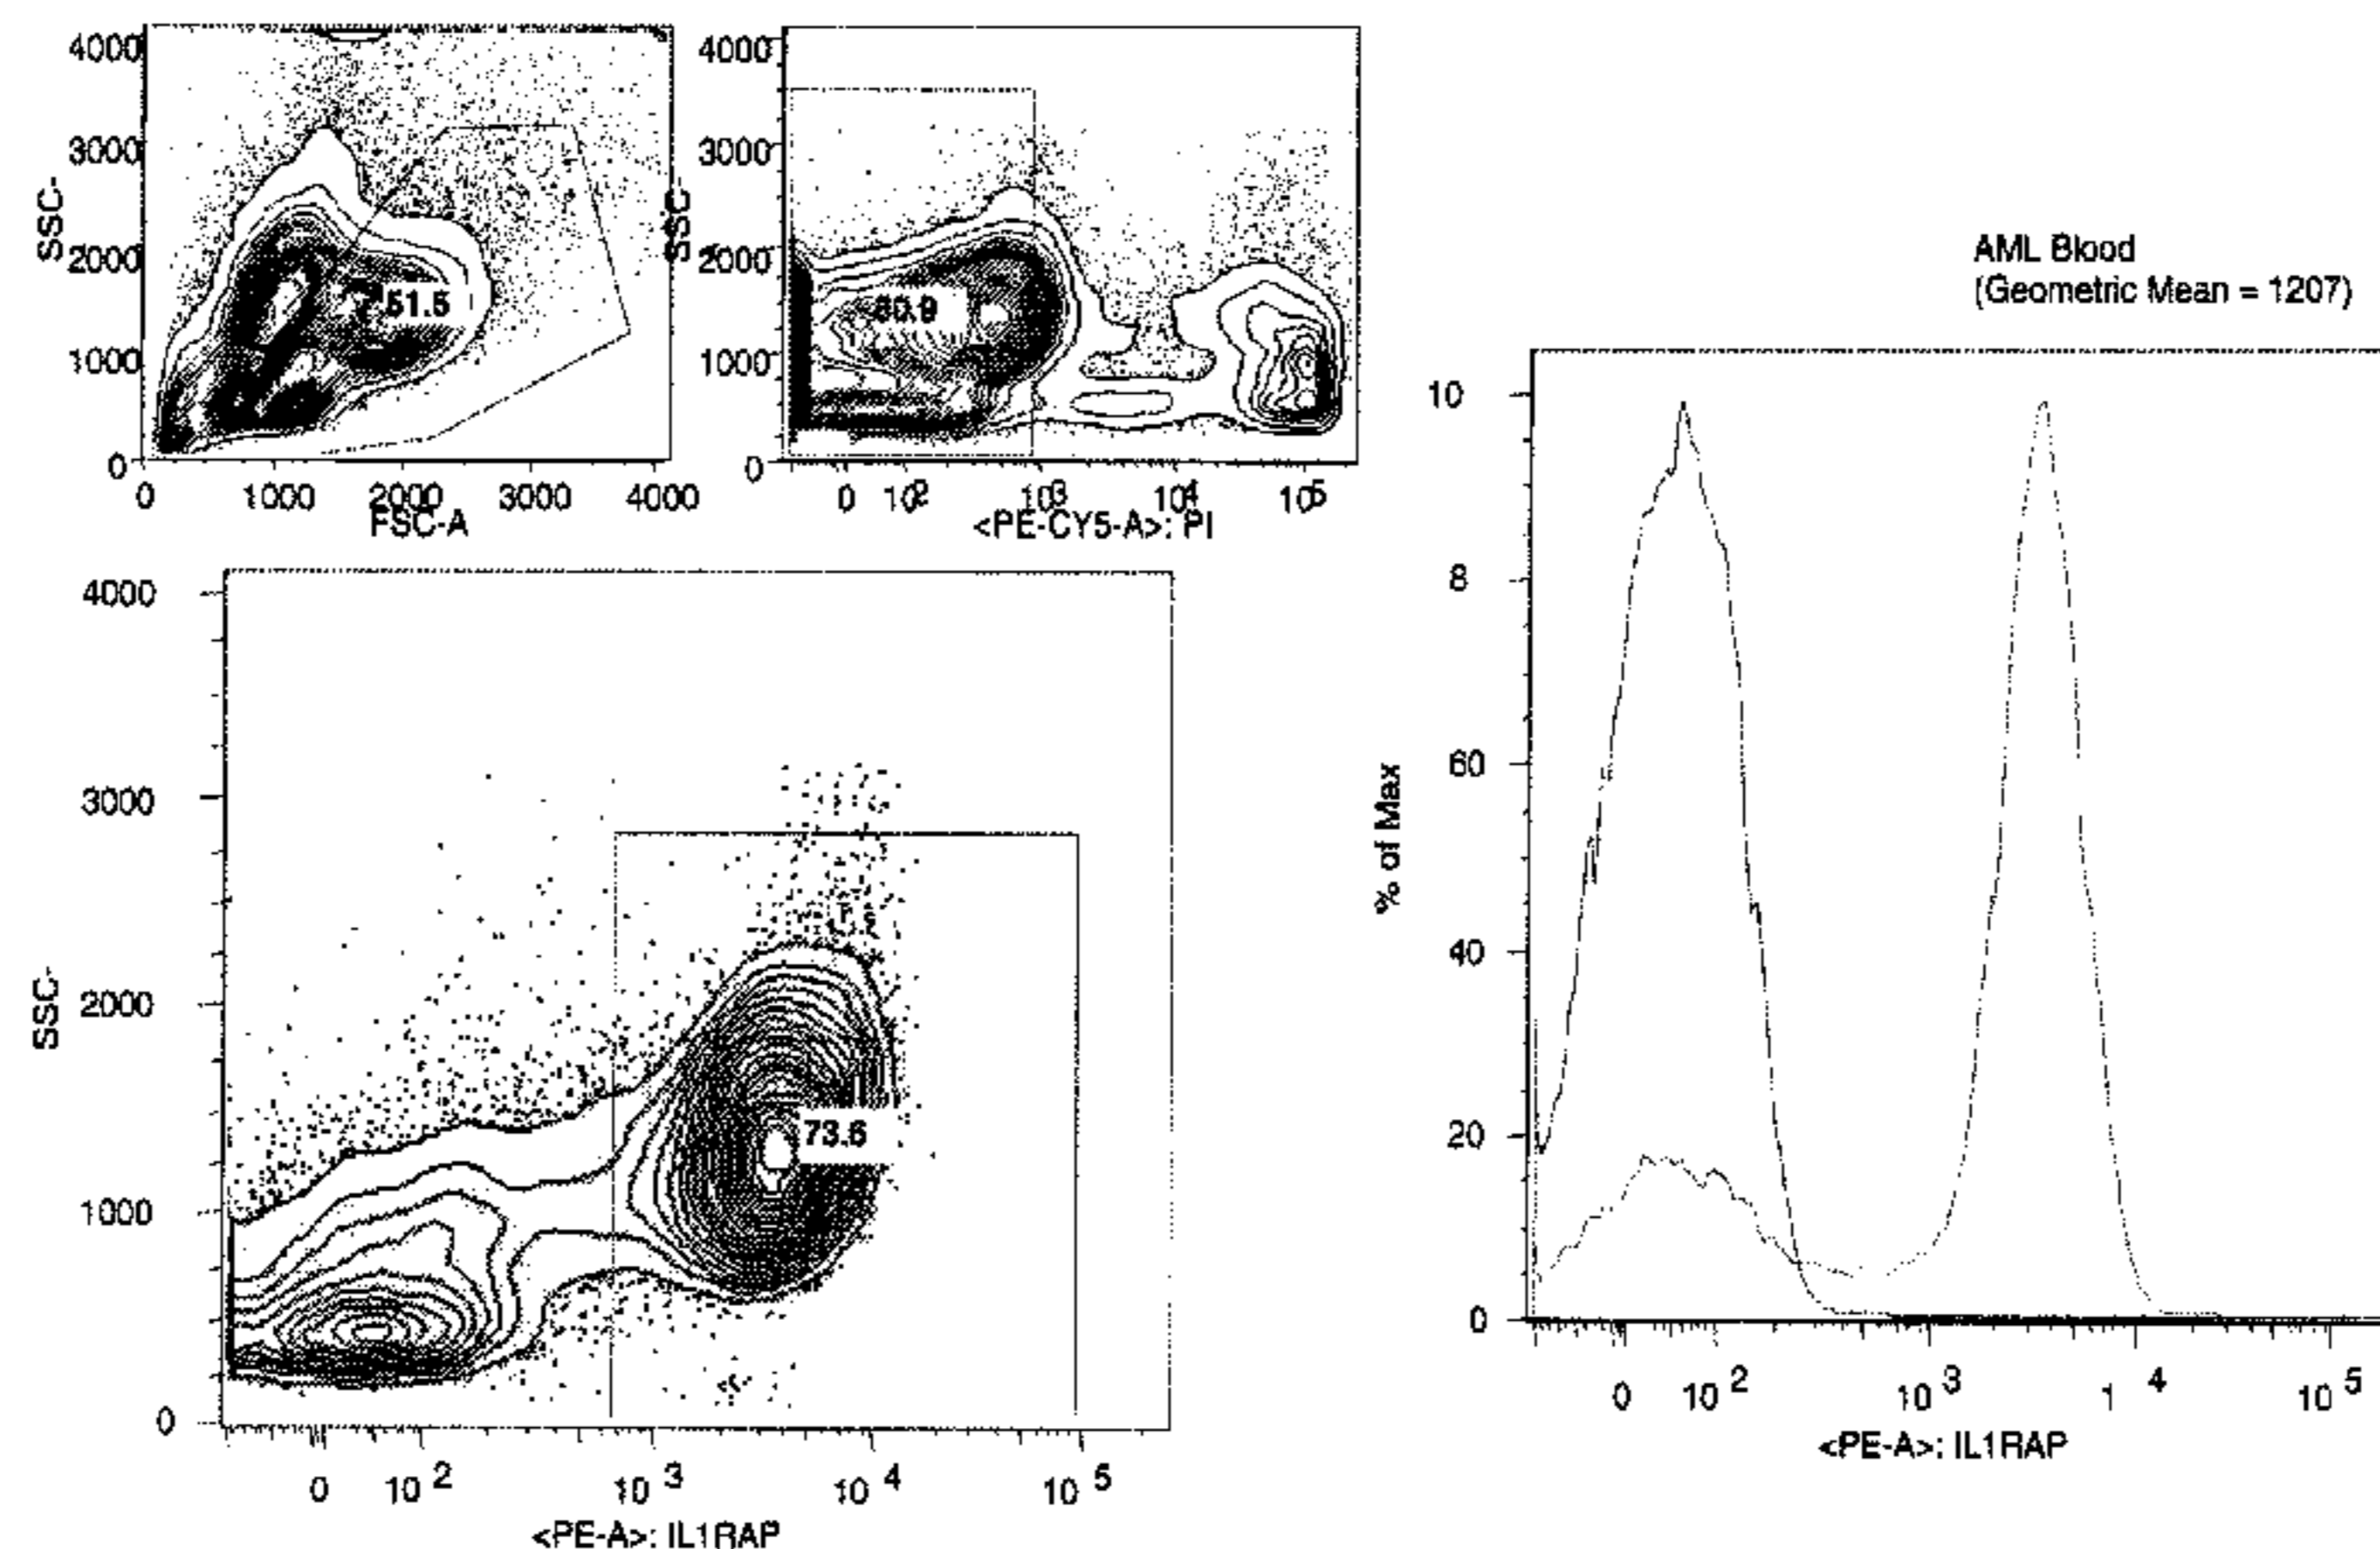 4000
3000
2000
1000
0
SSC-
51.5
0 1000 2000 3000 4000
FSC-A
4000
3000
2000
1000
0
SSC-
0 10² 10³ 10⁴ 10⁵
<PE-CY5-A>: PI
4000
3000
2000
1000
0
SSC-
73.6
0 10² 10³ 10⁴ 10⁵
<PE-A>: IL1RAP
AML Blood
(Geometric Mean = 1207)
10
8
60
40
20
0
% of Max
0 10² 10³ 1⁴ 10⁵
<PE-A>: IL1RAP